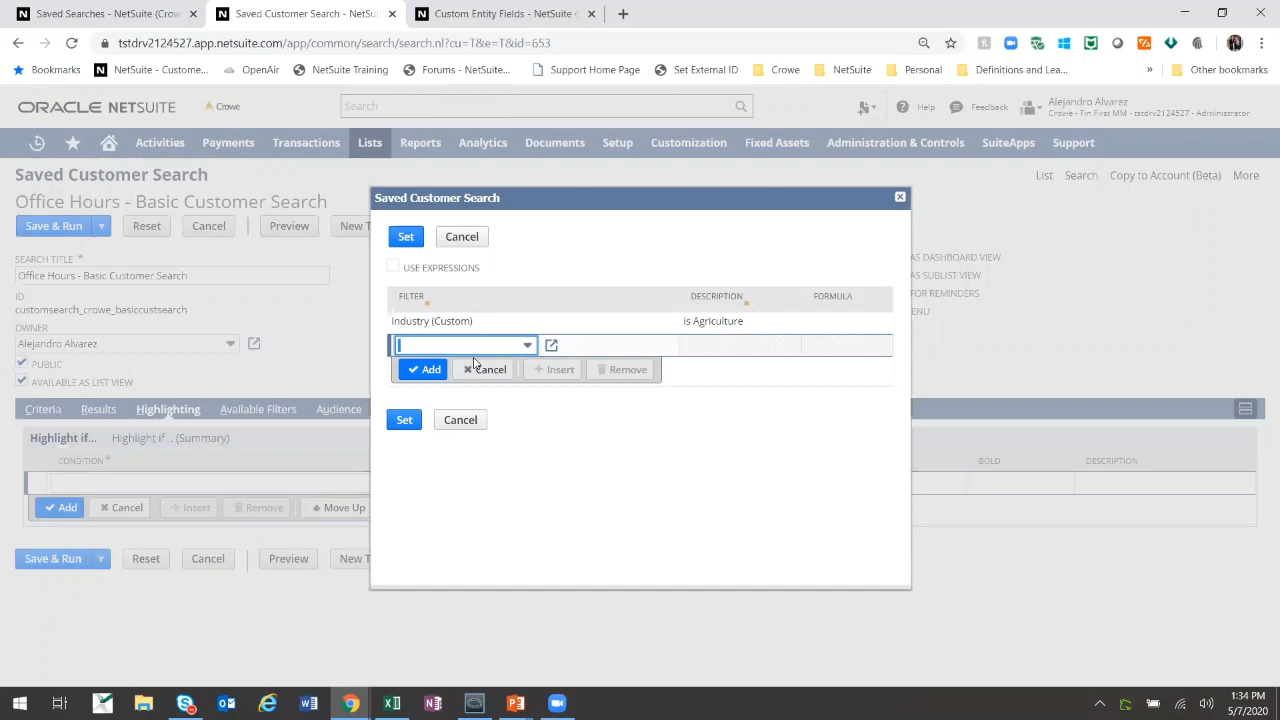 Saved Searches - NetSuite (Crow
Saved Customer Search - NetSui
Custom Entity Fields - NetSuite (
tstdrv2124527.app.netsuite.com/app/common/search/search.nl?cu=T&e=T&id=653
Bookmarks
NetSuite - Custome...
OpenAir
NetSuite Training
Forums - NetSuite...
Support Home Page
Set External ID
Crowe
NetSuite
Personal
Definitions and Lea...
»
Other bookmarks
ORACLE NETSUITE
Crowe
Search
Help
Feedback
Alejandro Alvarez
Crowe - Fin First MM - tstdrv2124527 - Administrator
Activities
Payments
Transactions
Lists
Reports
Analytics
Documents
Setup
Customization
Fixed Assets
Administration & Controls
SuiteApps
Support
Saved Customer Search
List
Search
Copy to Account (Beta)
More
Office Hours - Basic Customer Search
Save & Run
Reset
Cancel
Preview
New T
SEARCH TITLE *
Office Hours - Basic Customer Search
ID
customsearch_crowe_basiccustsearch
OWNER
Alejandro Alvarez
PUBLIC
AVAILABLE AS LIST VIEW
AS DASHBOARD VIEW
AS SUBLIST VIEW
FOR REMINDERS
ENU
Saved Customer Search
Set
Cancel
USE EXPRESSIONS
FILTER *
DESCRIPTION *
FORMULA
Industry (Custom)
is Agriculture
Add
Cancel
Insert
Remove
Set
Cancel
Criteria
Results
Highlighting
Available Filters
Audience
Highlight if...
Highlight if... (Summary)
CONDITION *
BOLD
DESCRIPTION
Add
Cancel
Insert
Remove
Move Up
Save & Run
Reset
Cancel
Preview
New T
1:34 PM
5/7/2020